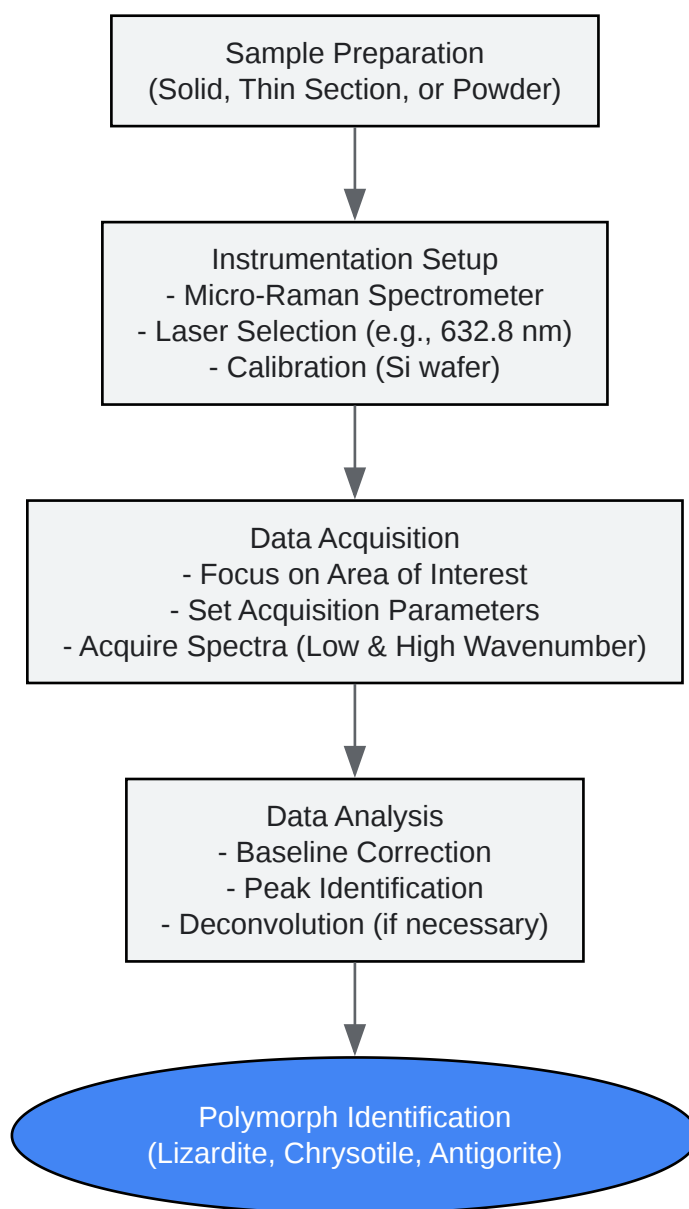 Sample Preparation
(Solid, Thin Section, or Powder)
Instrumentation Setup
- Micro-Raman Spectrometer
- Laser Selection (e.g., 632.8 nm)
- Calibration (Si wafer)
Data Acquisition
- Focus on Area of Interest
- Set Acquisition Parameters
- Acquire Spectra (Low & High Wavenumber)
Data Analysis
- Baseline Correction
- Peak Identification
- Deconvolution (if necessary)
Polymorph Identification
(Lizardite, Chrysotile, Antigorite)